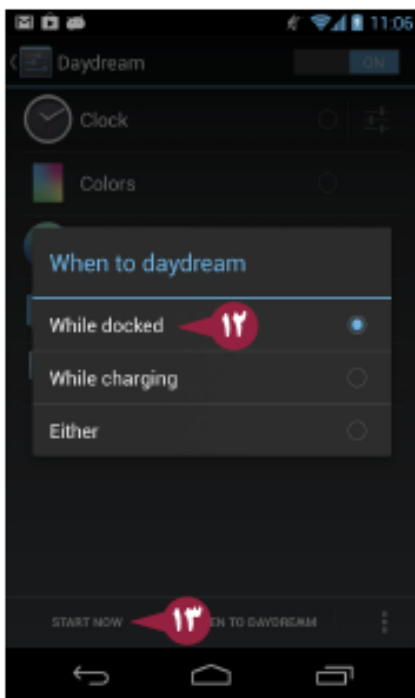 11:06
Daydream ON
Clock
Colors
When to daydream
While docked ۱۲
While charging
Either
START NOW ۱۳ EN TO DAYDREAM